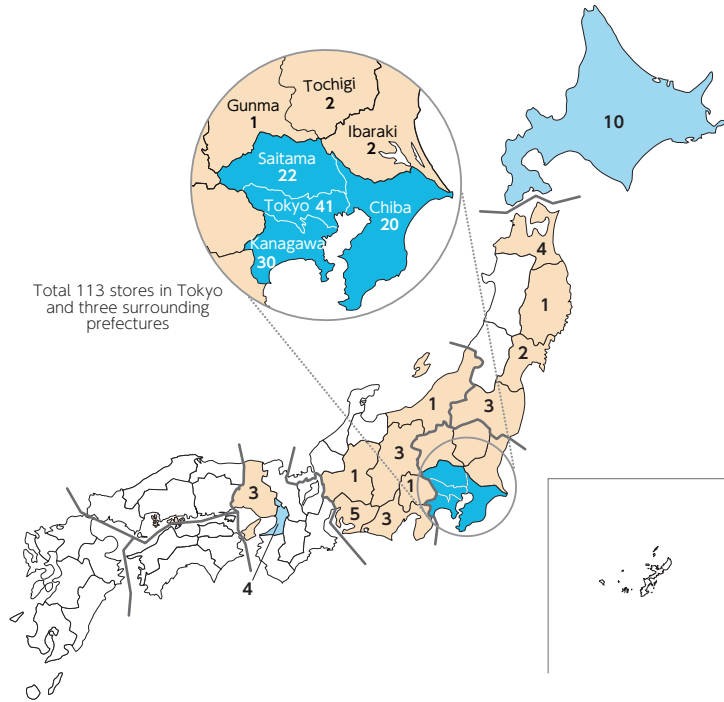 Tochigi
2
Gunma
1
Ibaraki
2
Saitama
22
Tokyo 41
Chiba
20
Kanagawa
30
Total 113 stores in Tokyo
and three surrounding
prefectures
10
4
1
2
3
1
3
1
1
5
3
3
4